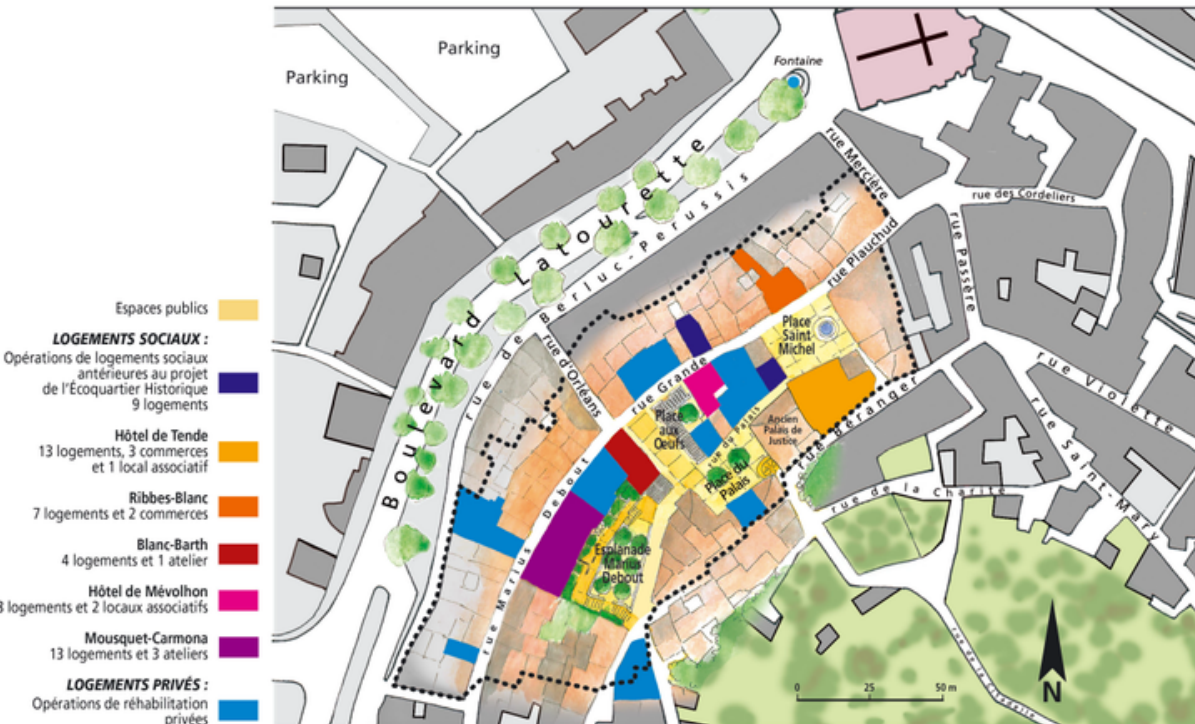 Parking
Parking
Fontaine
Boulevard Latourette
rue de Berluc-Perussis
rue Mercière
rue des Cordeliers
rue Passère
rue Plauchud
rue d'Orléans
rue Grande
Place
Saint
Michel
Place
aux
Œufs
rue du Palais
Ancien
Palais de
Justice
Place du
Palais
rue Béranger
rue Violette
rue Saint-Mary
rue de la Charité
rue de la Citadelle
rue Marius Debout
Esplanade
Marius
Debout
0 25 50 m
N
Espaces publics
LOGEMENTS SOCIAUX :
Opérations de logements sociaux
antérieures au projet
de l'Écoquartier Historique
9 logements
Hôtel de Tende
13 logements, 3 commerces
et 1 local associatif
Ribbes-Blanc
7 logements et 2 commerces
Blanc-Barth
4 logements et 1 atelier
Hôtel de Mévolhon
logements et 2 locaux associatifs
Mousquet-Carmona
13 logements et 3 ateliers
LOGEMENTS PRIVÉS :
Opérations de réhabilitation
privées